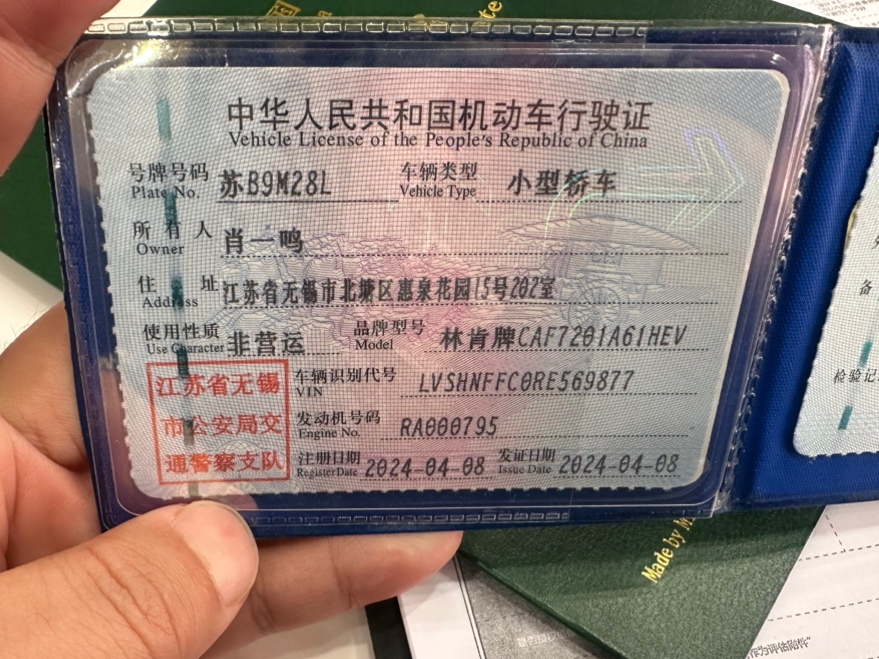 中华人民共和国机动车行驶证
Vehicle License of the People's Republic of China
号牌号码 苏B9M28L 车辆类型 小型轿车
Plate No. Vehicle Type
所有人 肖一鸣
Owner
住址 江苏省无锡市北塘区惠泉花园15号202室
Address
使用性质 非营运 品牌型号 林肯牌CAF7201A61HEV
Use Character Model
江苏省无锡
市公安局交
通警察支队
车辆识别代号 LVSHNFFC0RE569877
VIN
发动机号码 RA000795
Engine No.
注册日期 2024-04-08 发证日期 2024-04-08
Register Date Issue Date
备
检验记
Made by M